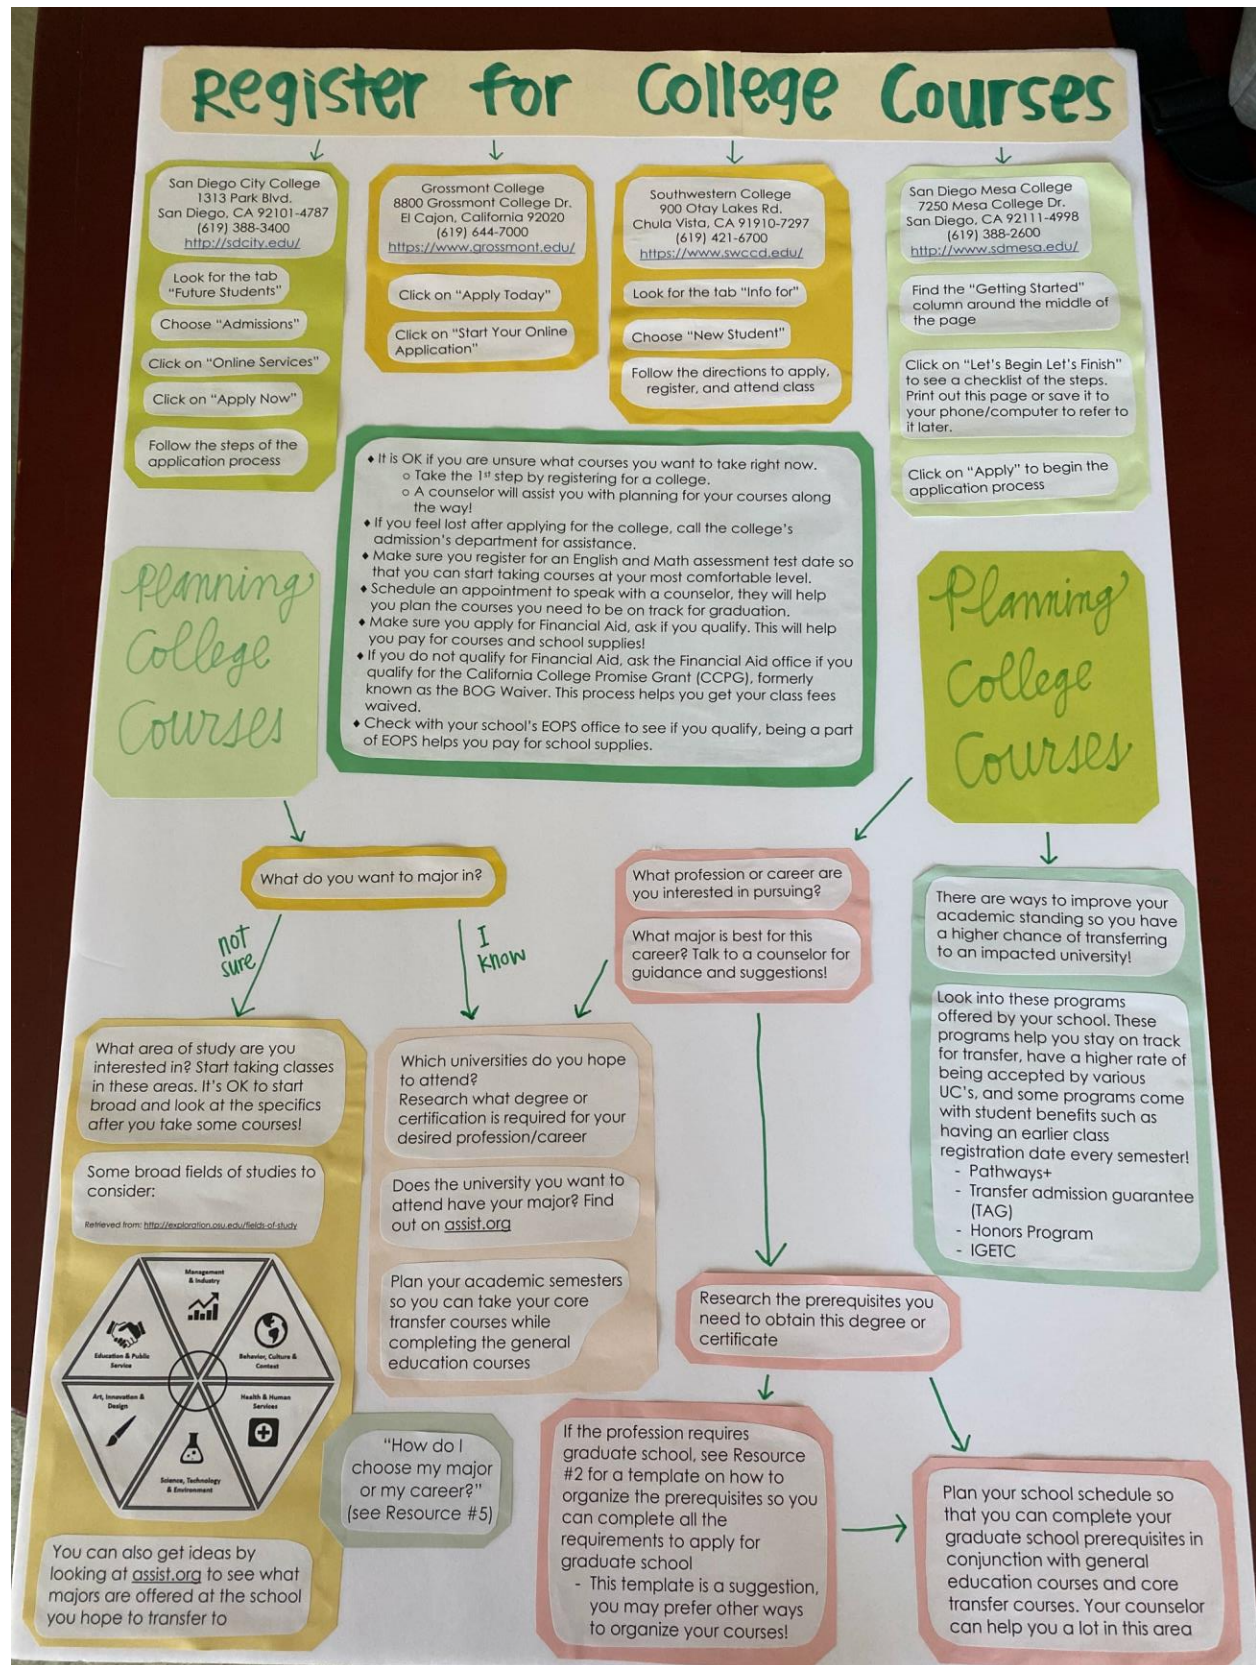 Register for College Courses
San Diego City College
1313 Park Blvd.
San Diego, CA 92101-4787
(619) 388-3400
http://sdcity.edu/
Look for the tab
"Future Students"
Choose "Admissions"
Click on "Online Services"
Click on "Apply Now"
Follow the steps of the
application process
Grossmont College
8800 Grossmont College Dr.
El Cajon, California 92020
(619) 644-7000
https://www.grossmont.edu/
Click on "Apply Today"
Click on "Start Your Online
Application"
Southwestern College
900 Otay Lakes Rd.
Chula Vista, CA 91910-7297
(619) 421-6700
https://www.swccd.edu/
Look for the tab "Info for"
Choose "New Student"
Follow the directions to apply,
register, and attend class
San Diego Mesa College
7250 Mesa College Dr.
San Diego, CA 92111-4998
(619) 388-2600
http://www.sdmesa.edu/
Find the "Getting Started"
column around the middle of
the page
Click on "Let's Begin Let's Finish"
to see a checklist of the steps.
Print out this page or save it to
your phone/computer to refer to
it later.
Click on "Apply" to begin the
application process
♦ It is OK if you are unsure what courses you want to take right now.
o Take the 1st step by registering for a college.
o A counselor will assist you with planning for your courses along
the way!
♦ If you feel lost after applying for the college, call the college's
admission's department for assistance.
♦ Make sure you register for an English and Math assessment test date so
that you can start taking courses at your most comfortable level.
♦ Schedule an appointment to speak with a counselor, they will help
you plan the courses you need to be on track for graduation.
♦ Make sure you apply for Financial Aid, ask if you qualify. This will help
you pay for courses and school supplies!
♦ If you do not qualify for Financial Aid, ask the Financial Aid office if you
qualify for the California College Promise Grant (CCPG), formerly
known as the BOG Waiver. This process helps you get your class fees
waived.
♦ Check with your school's EOPS office to see if you qualify, being a part
of EOPS helps you pay for school supplies.
Planning
College
Courses
Planning
College
Courses
What do you want to major in?
not
sure
I
know
What profession or career are
you interested in pursuing?
What major is best for this
career? Talk to a counselor for
guidance and suggestions!
There are ways to improve your
academic standing so you have
a higher chance of transferring
to an impacted university!
Look into these programs
offered by your school. These
programs help you stay on track
for transfer, have a higher rate of
being accepted by various
UC's, and some programs come
with student benefits such as
having an earlier class
registration date every semester!
- Pathways+
- Transfer admission guarantee
(TAG)
- Honors Program
- IGETC
What area of study are you
interested in? Start taking classes
in these areas. It's OK to start
broad and look at the specifics
after you take some courses!
Some broad fields of studies to
consider:
Retrieved from: http://exploration.osu.edu/fields-of-study
Management
& Industry
Education & Public
Service
Behavior, Culture &
Context
Art, Innovation &
Design
Health & Human
Services
Science, Technology
& Environment
You can also get ideas by
looking at assist.org to see what
majors are offered at the school
you hope to transfer to
Which universities do you hope
to attend?
Research what degree or
certification is required for your
desired profession/career
Does the university you want to
attend have your major? Find
out on assist.org
Plan your academic semesters
so you can take your core
transfer courses while
completing the general
education courses
"How do I
choose my major
or my career?"
(see Resource #5)
Research the prerequisites you
need to obtain this degree or
certificate
If the profession requires
graduate school, see Resource
#2 for a template on how to
organize the prerequisites so you
can complete all the
requirements to apply for
graduate school
- This template is a suggestion,
you may prefer other ways
to organize your courses!
Plan your school schedule so
that you can complete your
graduate school prerequisites in
conjunction with general
education courses and core
transfer courses. Your counselor
can help you a lot in this area